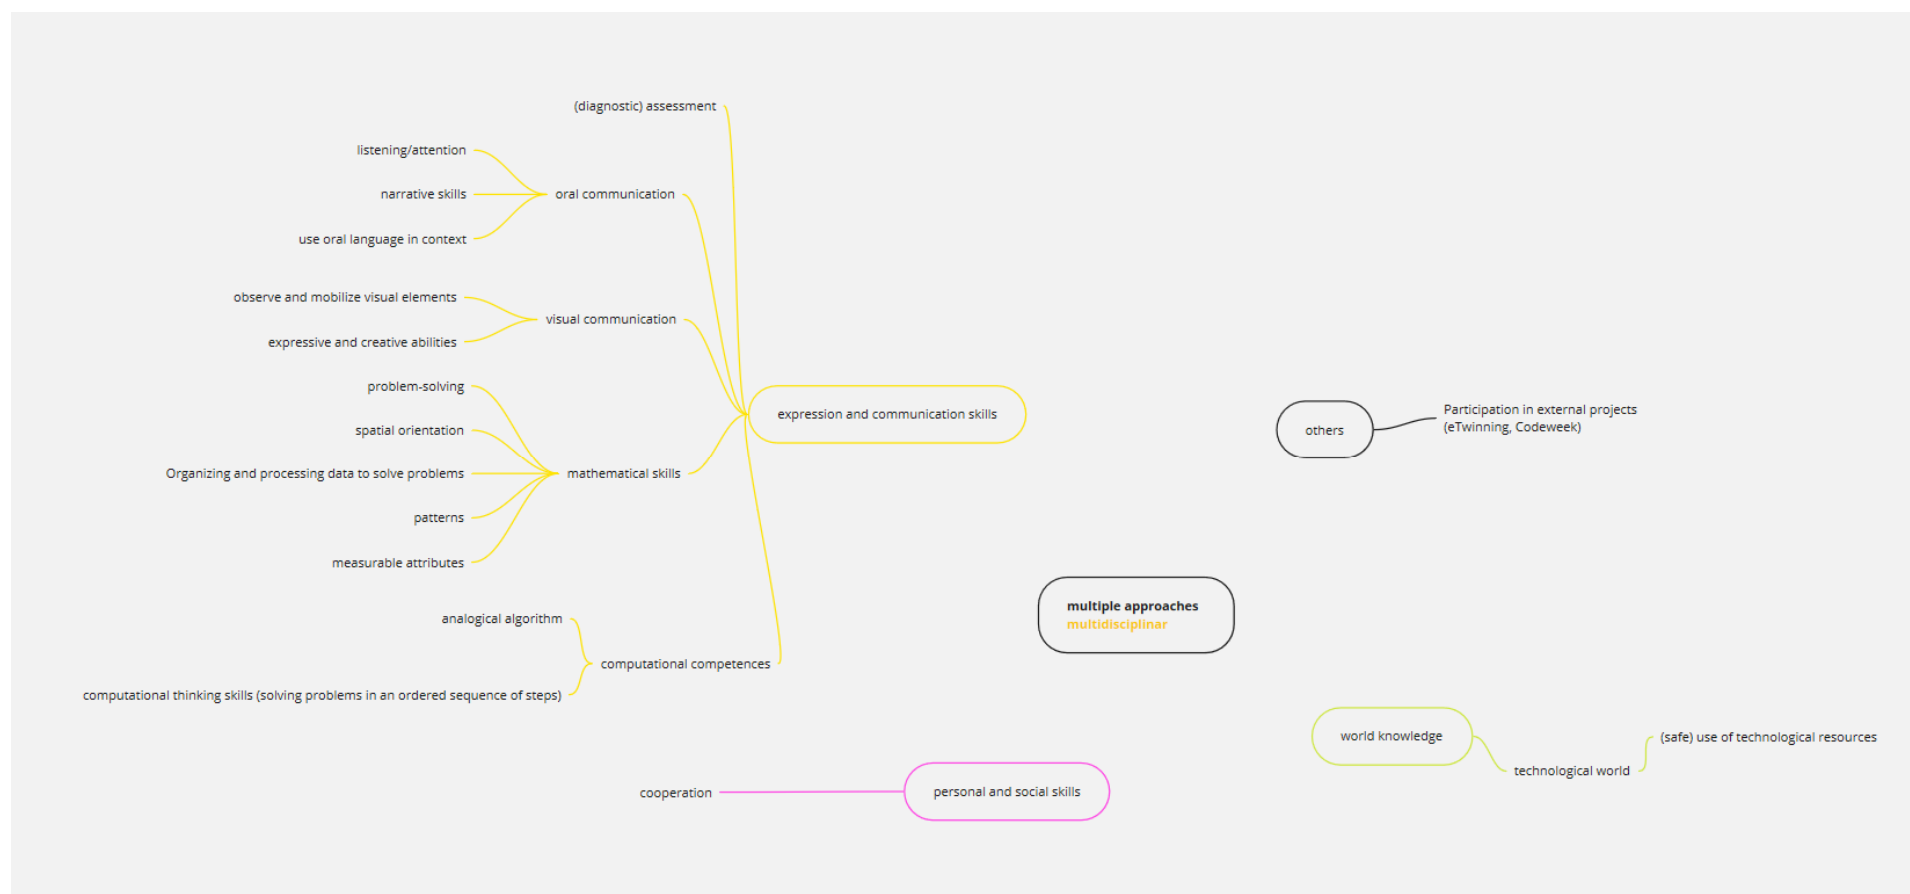 (diagnostic) assessment
listening/attention
narrative skills
oral communication
use oral language in context
observe and mobilize visual elements
visual communication
expressive and creative abilities
problem-solving
spatial orientation
Organizing and processing data to solve problems
mathematical skills
patterns
measurable attributes
analogical algorithm
computational competences
computational thinking skills (solving problems in an ordered sequence of steps)
expression and communication skills
cooperation
personal and social skills
multiple approaches
multidisciplinar
others
Participation in external projects
(eTwinning, Codeweek)
world knowledge
technological world
(safe) use of technological resources